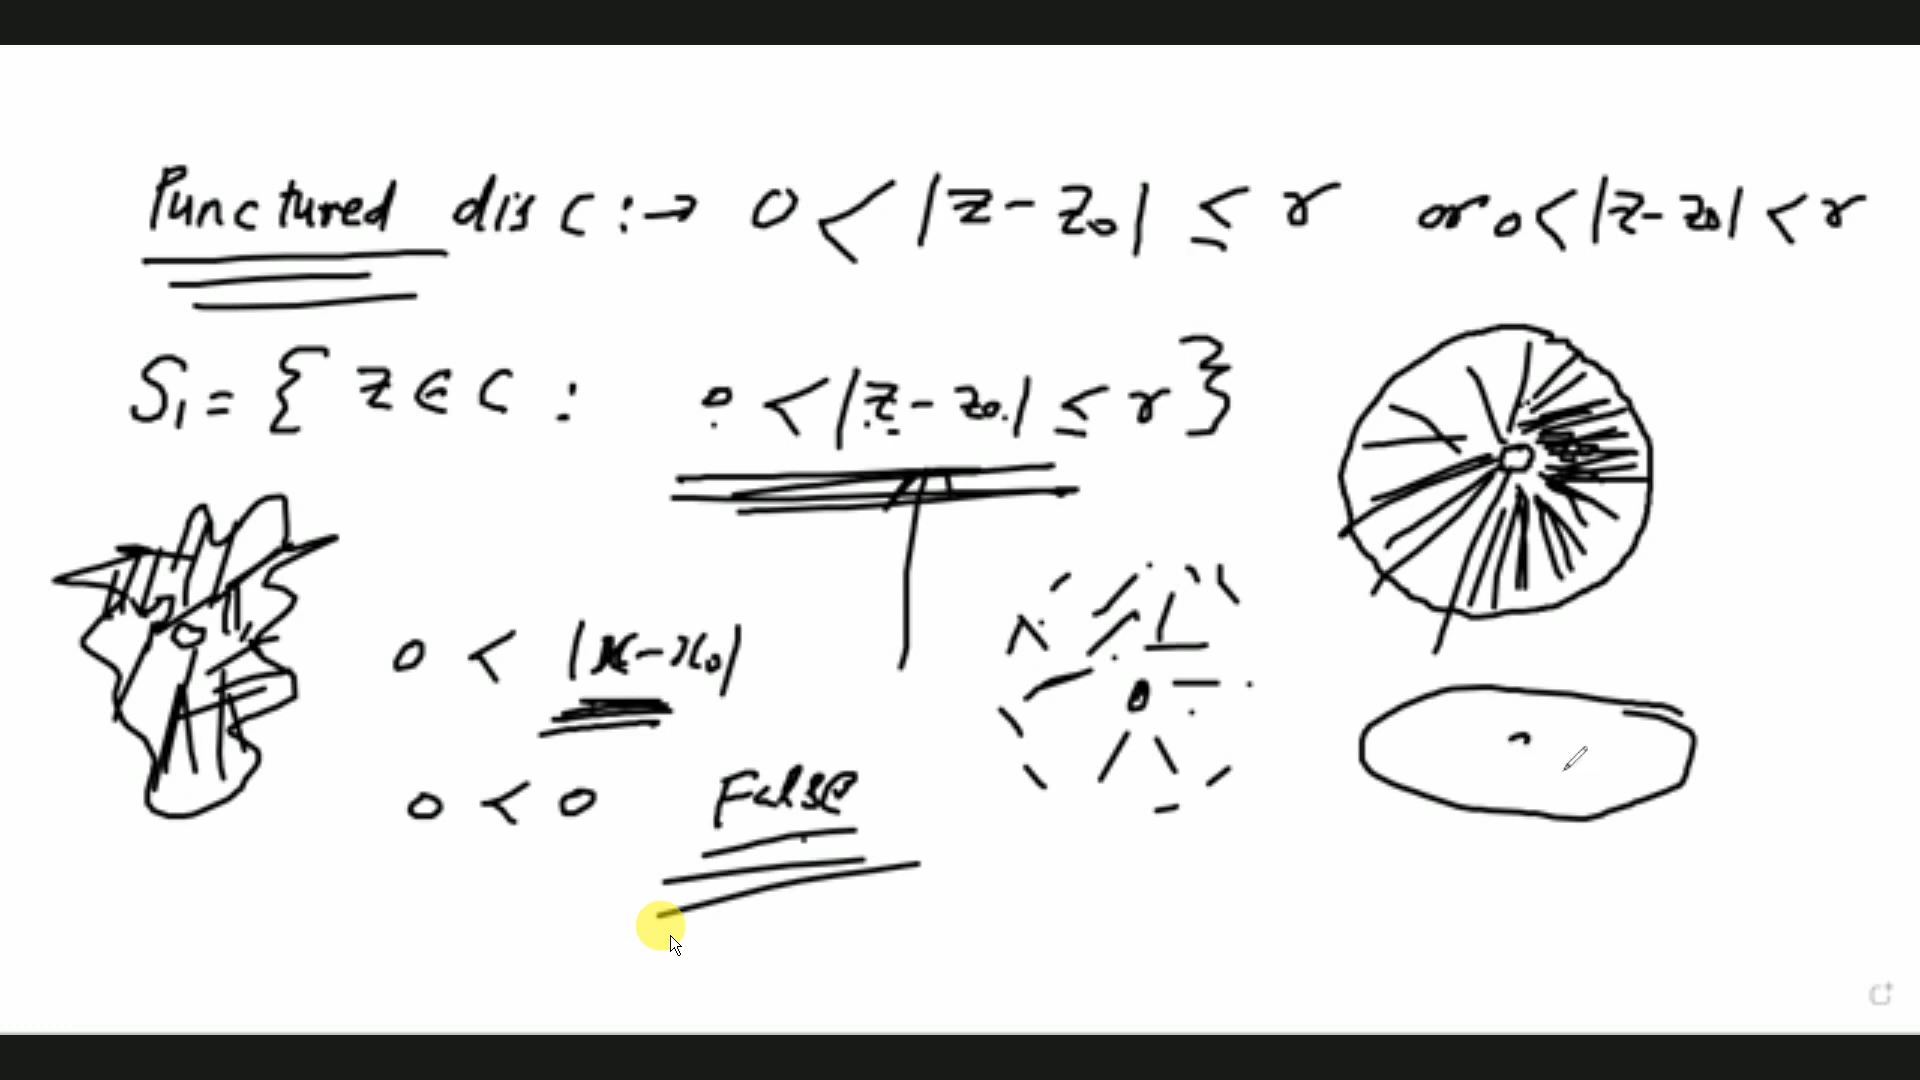 Punctured disc :→ 0 < |z - z₀| ≤ r or 0 < |z - z₀| < r
S₁ = { z ∈ C : 0 < |z - z₀| ≤ r }
0 < |x - x₀|
0 < 0 False